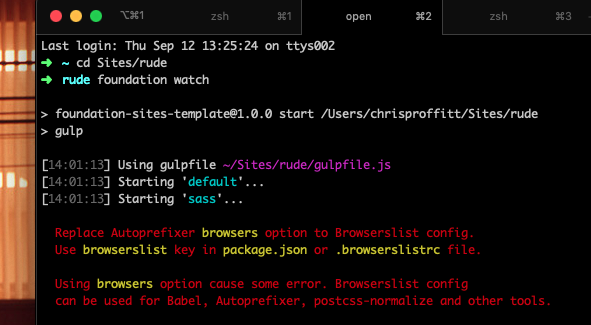 ⌥⌘1 zsh ⌘1 open ⌘2 zsh ⌘3
Last login: Thu Sep 12 13:25:24 on ttys002
➜ ~ cd Sites/rude
➜ rude foundation watch
> foundation-sites-template@1.0.0 start /Users/chrisproffitt/Sites/rude
> gulp
[14:01:13] Using gulpfile ~/Sites/rude/gulpfile.js
[14:01:13] Starting 'default'...
[14:01:13] Starting 'sass'...
Replace Autoprefixer browsers option to Browserslist config.
Use browserslist key in package.json or .browserslistrc file.
Using browsers option cause some error. Browserslist config
can be used for Babel, Autoprefixer, postcss-normalize and other tools.